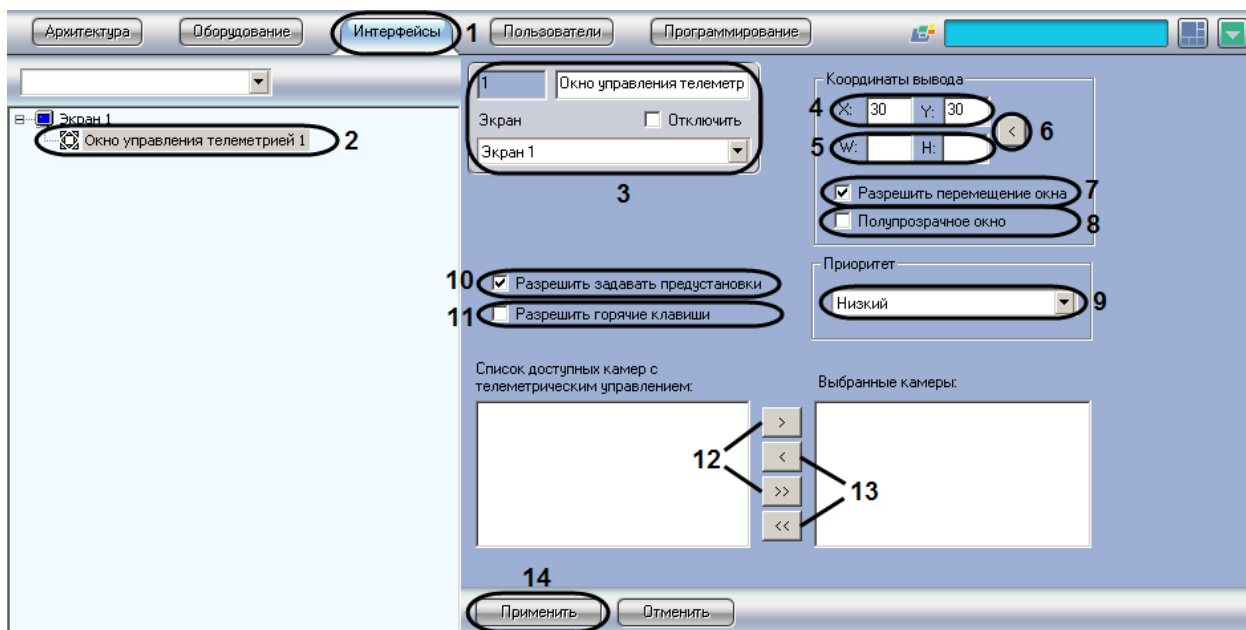 Архитектура Оборудование Интерфейсы 1 Пользователи Программирование
1 Окно управления телеметр
Экран Отключить
Экран 1
3
Координаты вывода
4 X: 30 Y: 30
5 W: H:
< 6
Разрешить перемещение окна 7
Полупрозрачное окно 8
Экран 1
Окно управления телеметрией 1 2
10 Разрешить задавать предустановки
11 Разрешить горячие клавиши
Приоритет
Низкий 9
Список доступных камер с
телеметрическим управлением:
Выбранные камеры:
>
12 <
>> 13
<<
14
Применить Отменить